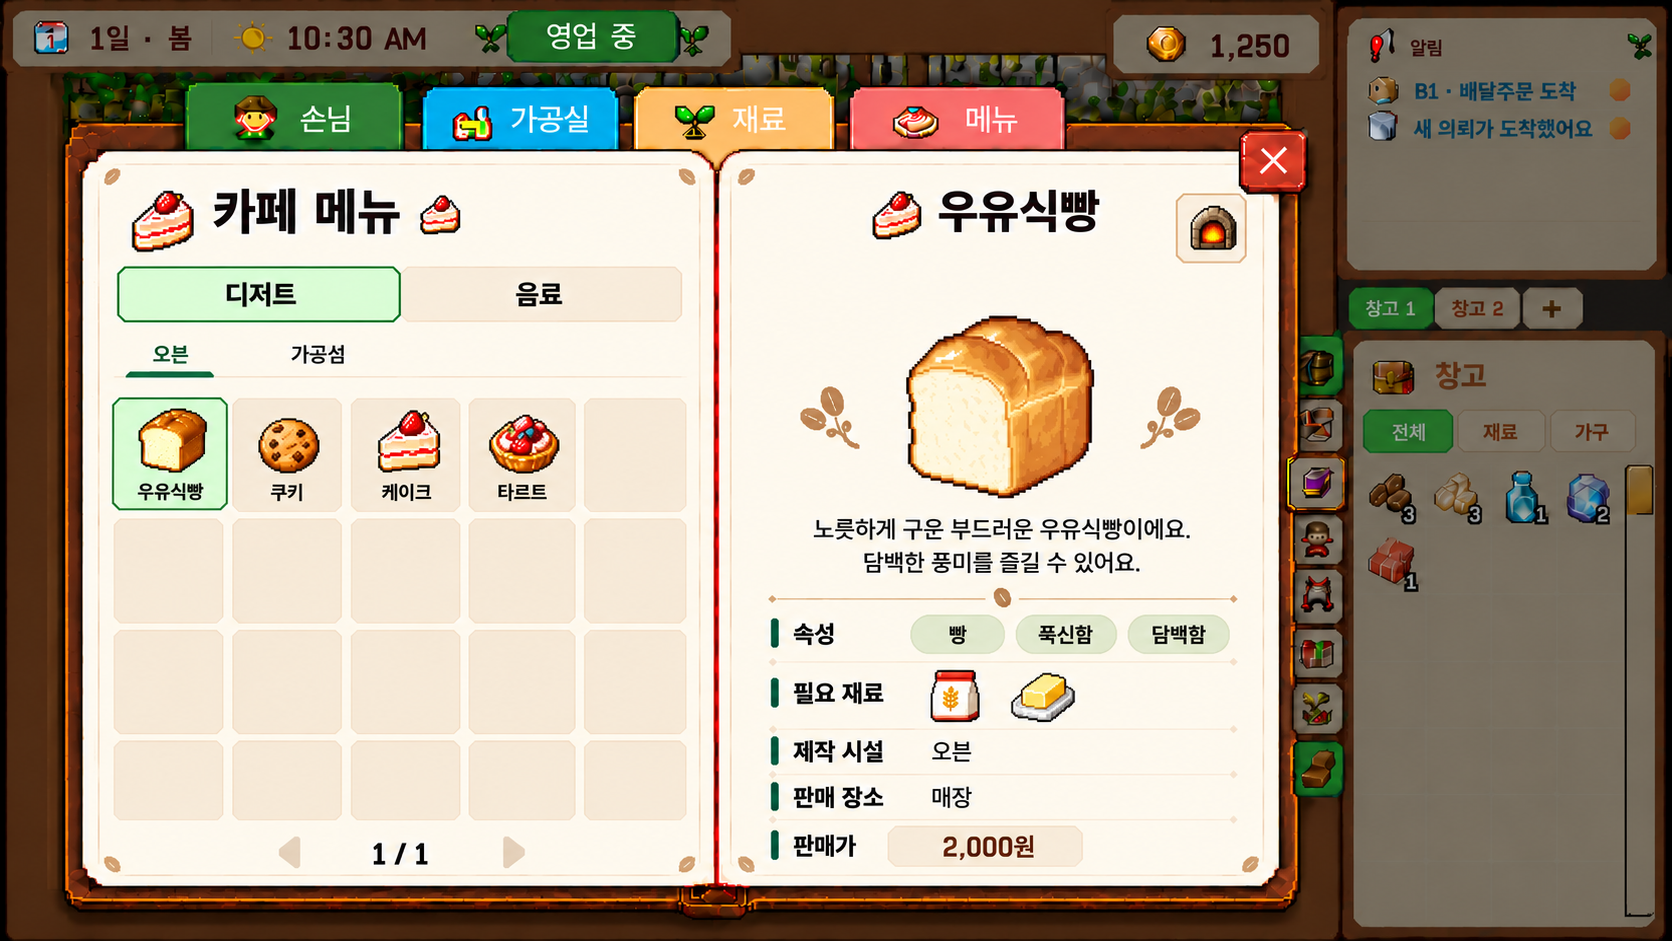 1일 · 봄
10:30 AM
영업 중
1,250
알림
B1 · 배달주문 도착
새 의뢰가 도착했어요
손님
가공실
재료
메뉴
카페 메뉴
디저트
음료
오븐
가공섬
우유식빵
쿠키
케이크
타르트
1 / 1
우유식빵
노릇하게 구운 부드러운 우유식빵이에요.
담백한 풍미를 즐길 수 있어요.
속성
빵
푹신함
담백함
필요 재료
제작 시설
오븐
판매 장소
매장
판매가
2,000원
창고 1
창고 2
+
창고
전체
재료
가구
3
3
1
2
1